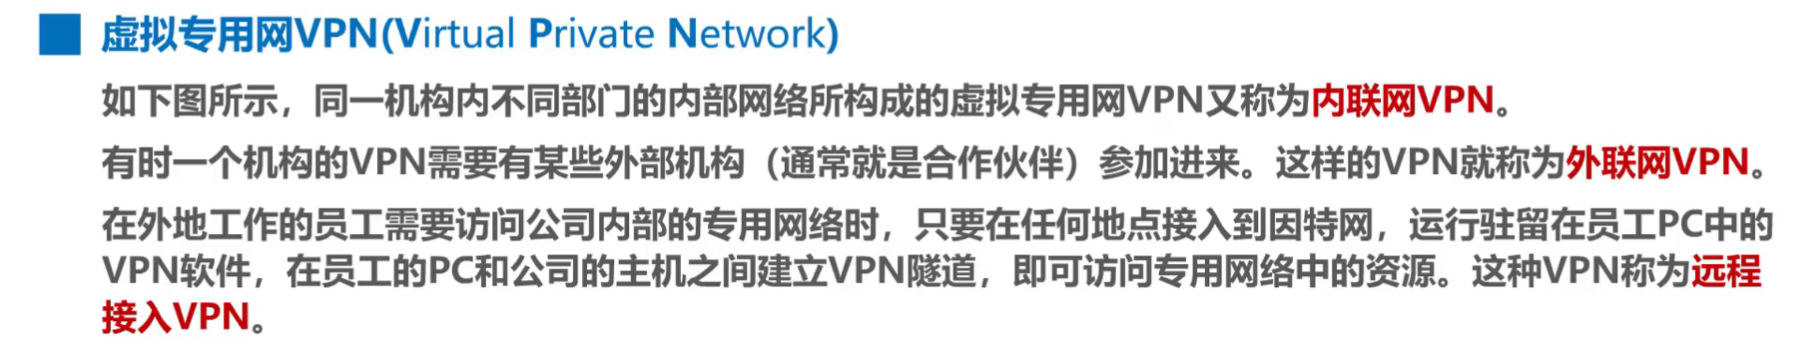 虚拟专用网VPN(Virtual Private Network)
如下图所示，同一机构内不同部门的内部网络所构成的虚拟专用网VPN又称为内联网VPN。
有时一个机构的VPN需要有某些外部机构（通常就是合作伙伴）参加进来。这样的VPN就称为外联网VPN。
在外地工作的员工需要访问公司内部的专用网络时，只要在任何地点接入到因特网，运行驻留在员工PC中的
VPN软件，在员工的PC和公司的主机之间建立VPN隧道，即可访问专用网络中的资源。这种VPN称为远程
接入VPN。